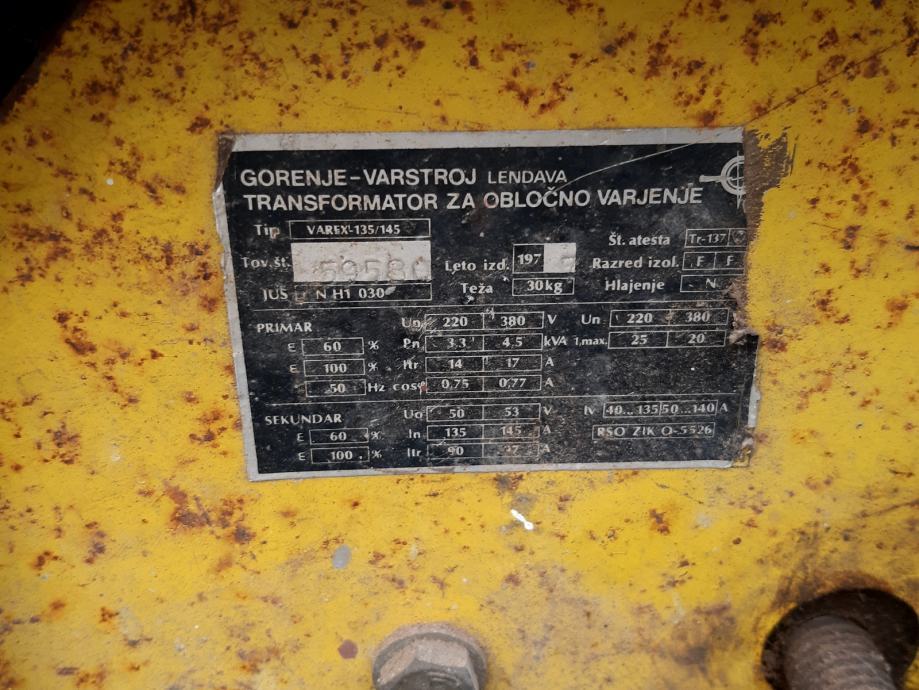 GORENJE-VARSTROJ LENDAVA
TRANSFORMATOR ZA OBLOČNO VARJENJE
Tip VAREX-135/145 Št. atesta Tr-137
Tov.št. Leto izd. 197 Razred izol. F F
JUS N H1 030 Teža 30kg Hlajenje N
PRIMAR Un 220 380 V Un 220 380
E 60 % Pn 3,3 4,5 kVA I.max. 25 20
E 100 % Itr 14 17 A
50 Hz cosφ 0,75 0,77 A
SEKUNDAR Uo 50 53 V Iv 40...135 50...140 A
E 60 % In 135 145 A RSO ZIK O-5526
E 100 % Itr 90 A